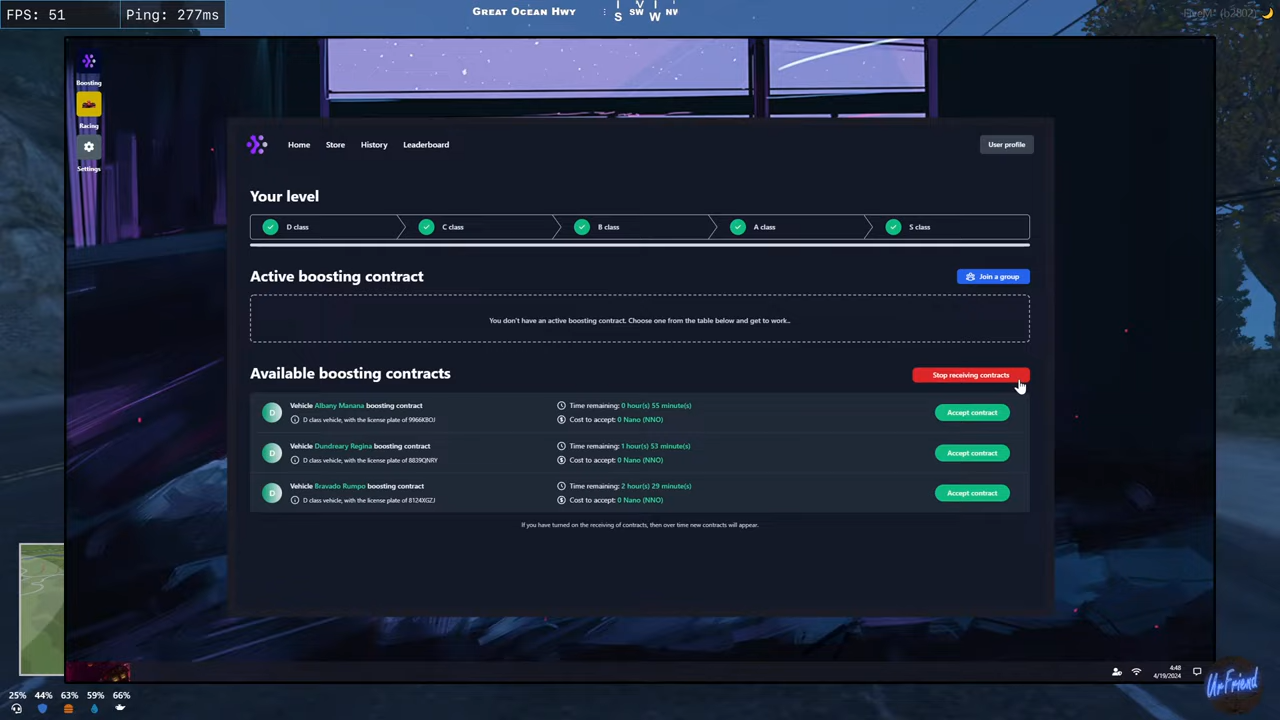 FPS: 51
Ping: 277ms
GREAT OCEAN HWY
S SW W NW
FiveM* (b2802)
Boosting
Racing
Settings
Home Store History Leaderboard
User profile
Your level
D class C class B class A class S class
Active boosting contract
Join a group
You don't have an active boosting contract. Choose one from the table below and get to work..
Available boosting contracts
Stop receiving contracts
D
Vehicle Albany Manana boosting contract
D class vehicle, with the license plate of 9966KBOJ
Time remaining: 0 hour(s) 55 minute(s)
Cost to accept: 0 Nano (NNO)
Accept contract
D
Vehicle Dundreary Regina boosting contract
D class vehicle, with the license plate of 8839QNRY
Time remaining: 1 hour(s) 53 minute(s)
Cost to accept: 0 Nano (NNO)
Accept contract
D
Vehicle Bravado Rumpo boosting contract
D class vehicle, with the license plate of 8124XGZJ
Time remaining: 2 hour(s) 29 minute(s)
Cost to accept: 0 Nano (NNO)
Accept contract
If you have turned on the receiving of contracts, then over time new contracts will appear.
4:48
4/19/2024
UrFriend
25% 44% 63% 59% 66%